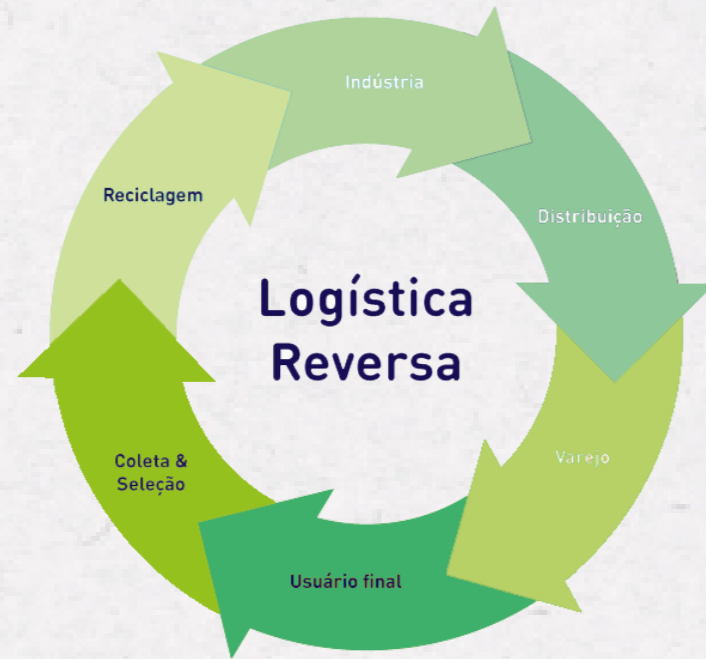 Indústria
Distribuição
Reciclagem
Logística
Reversa
Varejo
Coleta &
Seleção
Usuário final